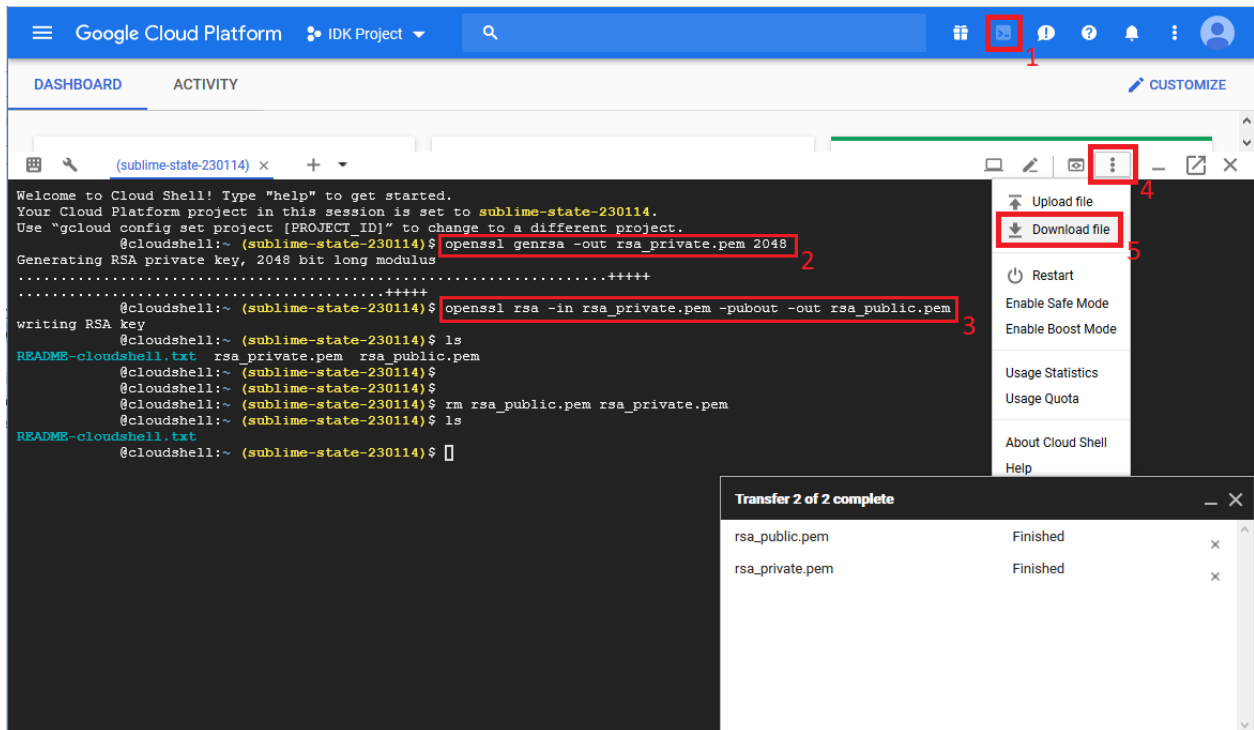 Google Cloud Platform IDK Project
1
DASHBOARD ACTIVITY CUSTOMIZE
(sublime-state-230114) × +
4
Welcome to Cloud Shell! Type "help" to get started.
Your Cloud Platform project in this session is set to sublime-state-230114.
Use “gcloud config set project [PROJECT_ID]” to change to a different project.
@cloudshell:~ (sublime-state-230114)$ openssl genrsa -out rsa_private.pem 2048
2
Generating RSA private key, 2048 bit long modulus
.....................................................................+++++
...........................................+++++
@cloudshell:~ (sublime-state-230114)$ openssl rsa -in rsa_private.pem -pubout -out rsa_public.pem
3
writing RSA key
@cloudshell:~ (sublime-state-230114)$ ls
README-cloudshell.txt rsa_private.pem rsa_public.pem
@cloudshell:~ (sublime-state-230114)$
@cloudshell:~ (sublime-state-230114)$
@cloudshell:~ (sublime-state-230114)$ rm rsa_public.pem rsa_private.pem
@cloudshell:~ (sublime-state-230114)$ ls
README-cloudshell.txt
@cloudshell:~ (sublime-state-230114)$
Upload file
Download file
5
Restart
Enable Safe Mode
Enable Boost Mode
Usage Statistics
Usage Quota
About Cloud Shell
Help
Transfer 2 of 2 complete
rsa_public.pem Finished
rsa_private.pem Finished